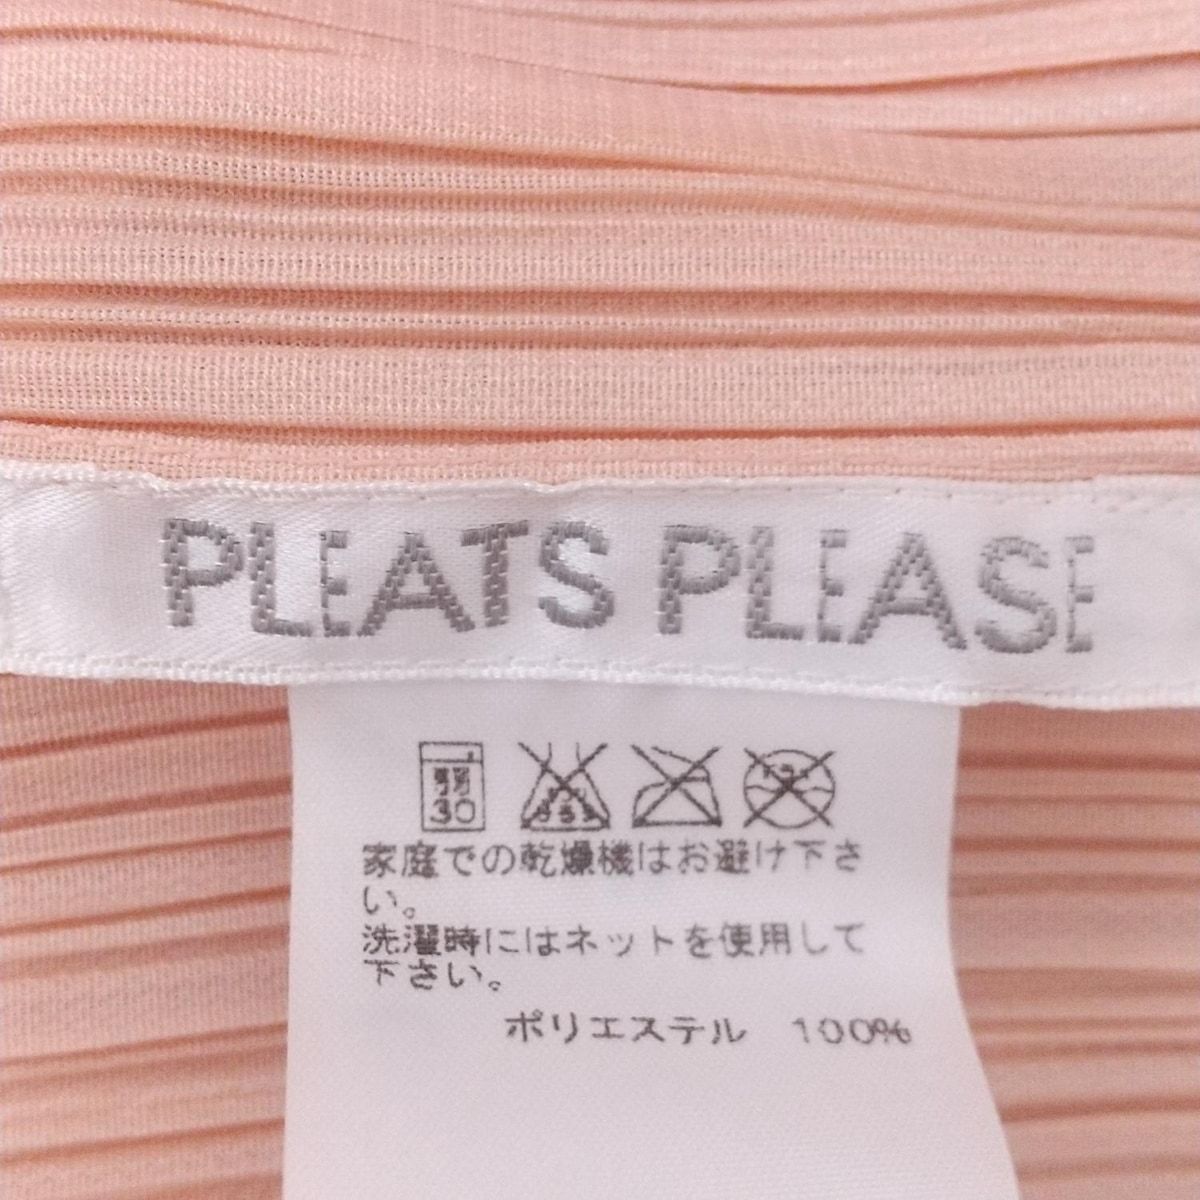 PLEATS PLEASE
弱
30
家庭での乾燥機はお避け下さ
い。
洗濯時にはネットを使用して
下さい。
ポリエステル 100%